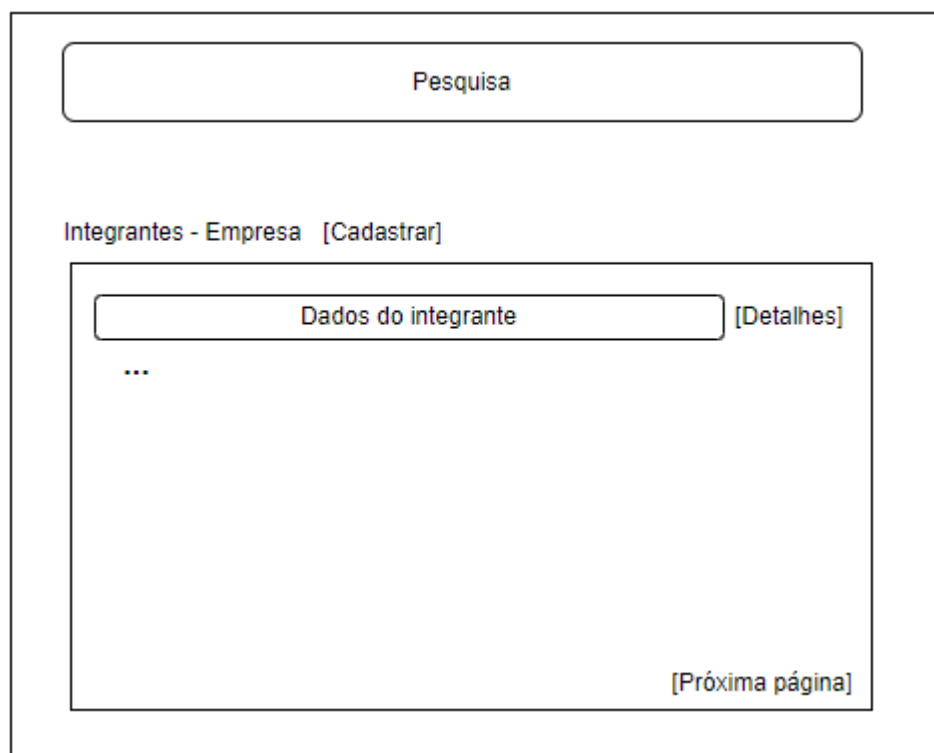 Pesquisa
Integrantes - Empresa [Cadastrar]
Dados do integrante [Detalhes]
...
[Próxima página]